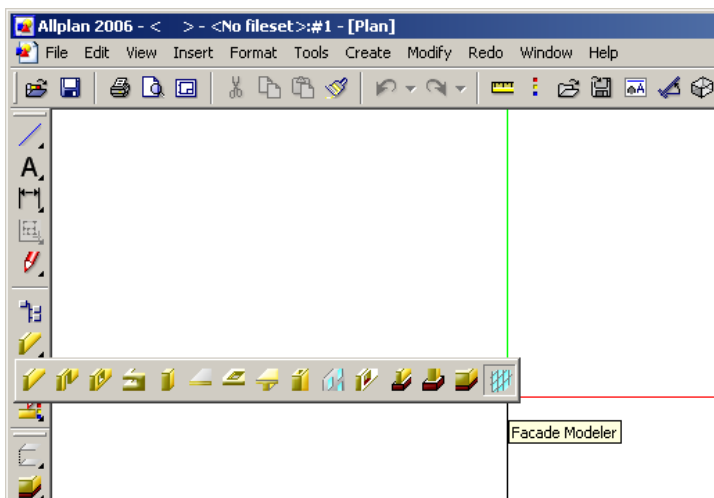 Allplan 2006 - <   > - <No fileset>:#1 - [Plan]
File Edit View Insert Format Tools Create Modify Redo Window Help
A
Facade Modeler